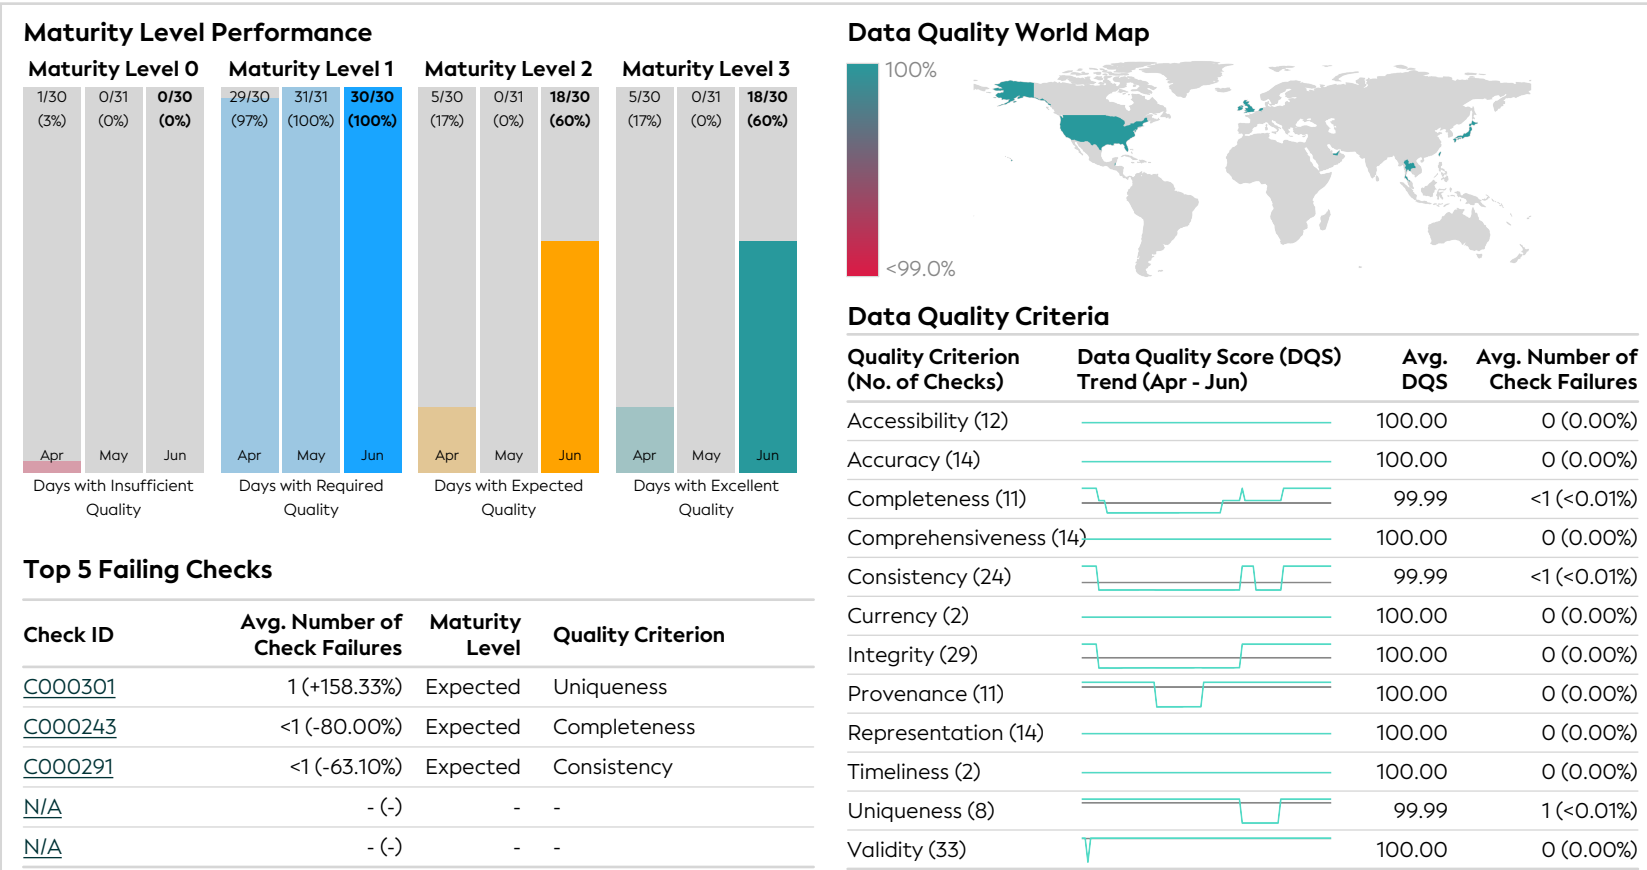 Maturity Level Performance
Maturity Level 0
Maturity Level 1
Maturity Level 2
Maturity Level 3
1/30 0/31 0/30
(3%) (0%) (0%)
29/30 31/31 30/30
(97%) (100%) (100%)
5/30 0/31 18/30
(17%) (0%) (60%)
5/30 0/31 18/30
(17%) (0%) (60%)
Apr May Jun
Apr May Jun
Apr May Jun
Apr May Jun
Days with Insufficient
Quality
Days with Required
Quality
Days with Expected
Quality
Days with Excellent
Quality
Top 5 Failing Checks
Check ID
Avg. Number of
Check Failures
Maturity
Level
Quality Criterion
C000301 1 (+158.33%) Expected Uniqueness
C000243 <1 (-80.00%) Expected Completeness
C000291 <1 (-63.10%) Expected Consistency
N/A - (-) - -
N/A - (-) - -
Data Quality World Map
100%
<99.0%
Data Quality Criteria
Quality Criterion
(No. of Checks)
Data Quality Score (DQS)
Trend (Apr - Jun)
Avg.
DQS
Avg. Number of
Check Failures
Accessibility (12) 100.00 0 (0.00%)
Accuracy (14) 100.00 0 (0.00%)
Completeness (11) 99.99 <1 (<0.01%)
Comprehensiveness (14) 100.00 0 (0.00%)
Consistency (24) 99.99 <1 (<0.01%)
Currency (2) 100.00 0 (0.00%)
Integrity (29) 100.00 0 (0.00%)
Provenance (11) 100.00 0 (0.00%)
Representation (14) 100.00 0 (0.00%)
Timeliness (2) 100.00 0 (0.00%)
Uniqueness (8) 99.99 1 (<0.01%)
Validity (33) 100.00 0 (0.00%)